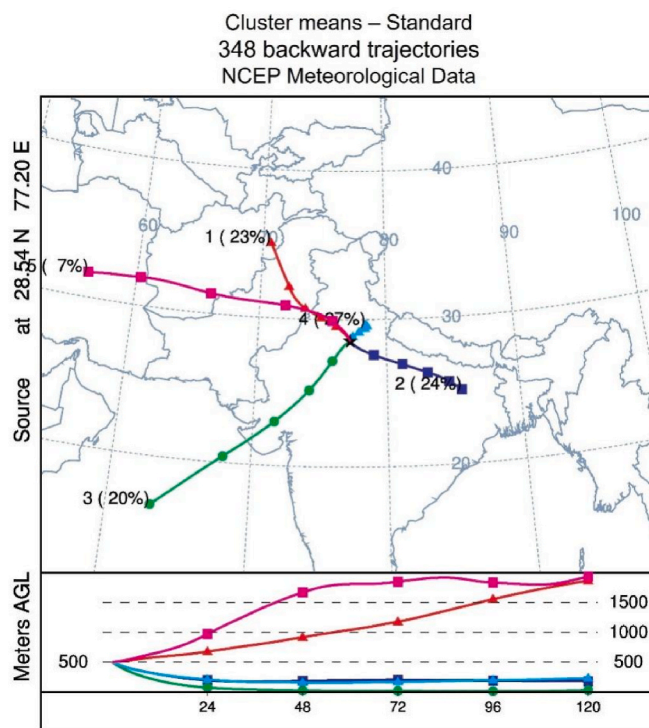 Cluster means – Standard
348 backward trajectories
NCEP Meteorological Data
Source at 28.54 N 77.20 E
40
100
90
60
80
1 ( 23%)
( 7%)
30
4 ( 27%)
2 ( 24%)
20
3 ( 20%)
Meters AGL
1500
1000
500
500
24 48 72 96 120